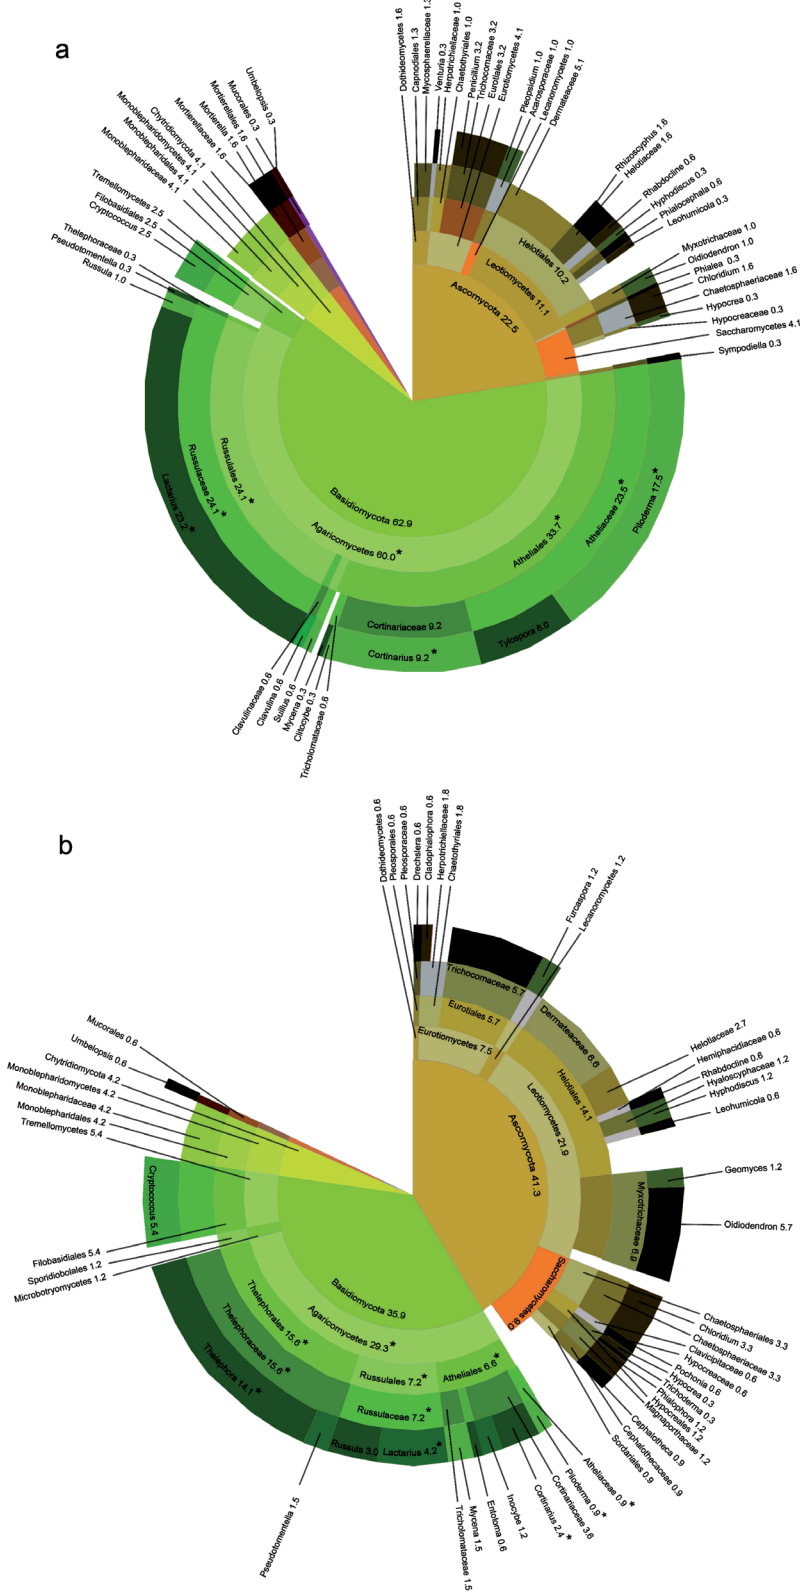 a
Dothideomycetes 1.6
Capnodiales 1.3
Mycosphaerellaceae 1.3
Venturia 0.3
Herpotrichiellaceae 1.0
Chaetothyriales 1.0
Penicillium 3.2
Trichocomaceae 3.2
Eurotiales 3.2
Eurotiomycetes 4.1
Pleopsidium 1.0
Acarosporaceae 1.0
Lecanoromycetes 1.0
Dermateaceae 5.1
Rhizoscyphus 1.6
Helotiaceae 1.6
Rhabdocline 0.6
Hyphodiscus 0.3
Phialocephala 0.6
Leohumicola 0.3
Myxotrichaceae 1.0
Oidiodendron 1.0
Phialea 0.3
Chloridium 1.6
Chaetosphaeriaceae 1.6
Hypocrea 0.3
Hypocreaceae 0.3
Saccharomycetes 4.1
Sympodiella 0.3
Umbelopsis 0.3
Mucorales 0.3
Mortierellales 1.6
Mortierella 1.6
Mortierellaceae 1.6
Chytridiomycota 4.1
Monoblepharidomycetes 4.1
Monoblepharidales 4.1
Monoblepharidaceae 4.1
Tremellomycetes 2.5
Filobasidiales 2.5
Cryptococcus 2.5
Thelephoraceae 0.3
Pseudotomentella 0.3
Russula 1.0
Helotiales 10.2
Leotiomycetes 11.1
Ascomycota 22.5
Basidiomycota 62.9
Agaricomycetes 60.0*
Russulales 24.1*
Russulaceae 24.1*
Lactarius 23.2*
Atheliales 33.7*
Atheliaceae 23.5*
Piloderma 17.5*
Cortinariaceae 9.2
Cortinarius 9.2*
Tylospora 6.0
Clavulinaceae 0.6
Clavulina 0.6
Suillus 0.6
Mycena 0.3
Clitocybe 0.3
Tricholomataceae 0.6
b
Dothideomycetes 0.6
Pleosporales 0.6
Pleosporaceae 0.6
Drechslera 0.6
Cladophialophora 0.6
Herpotrichiellaceae 1.8
Chaetothyriales 1.8
Furcaspora 1.2
Lecanoromycetes 1.2
Trichocomaceae 5.7
Eurotiales 5.7
Eurotiomycetes 7.5
Dermateaceae 6.6
Helotiales 14.1
Leotiomycetes 21.9
Ascomycota 41.3
Helotiaceae 2.7
Hemiphacidiaceae 0.6
Rhabdocline 0.6
Hyaloscyphaceae 1.2
Hyphodiscus 1.2
Leohumicola 0.6
Geomyces 1.2
Myxotrichaceae 6.9
Oidiodendron 5.7
Saccharomycetes 9.0
Chaetosphaeriales 3.3
Chloridium 3.3
Chaetosphaeriaceae 3.3
Clavicipitaceae 0.6
Hypocreaceae 0.6
Pochonia 0.6
Hypocrea 0.3
Trichoderma 0.3
Phialophora 1.2
Hypocreales 1.2
Magnaporthaceae 1.2
Cephalotheca 0.9
Cephalothecaceae 0.9
Sordariales 0.9
Mucorales 0.6
Umbelopsis 0.6
Chytridiomycota 4.2
Monoblepharidomycetes 4.2
Monoblepharidaceae 4.2
Monoblepharidales 4.2
Tremellomycetes 5.4
Cryptococcus 5.4
Filobasidiales 5.4
Sporidiobolales 1.2
Microbotryomycetes 1.2
Basidiomycota 35.9
Agaricomycetes 29.3*
Thelephorales 15.6*
Thelephoraceae 15.6*
Thelephora 14.1*
Russulales 7.2*
Russulaceae 7.2*
Russula 3.0
Lactarius 4.2*
Atheliales 6.6*
Pseudotomentella 1.5
Atheliaceae 0.9*
Piloderma 0.9*
Cortinariaceae 3.6
Cortinarius 2.4*
Inocybe 1.2
Entoloma 0.6
Mycena 1.5
Tricholomataceae 1.5